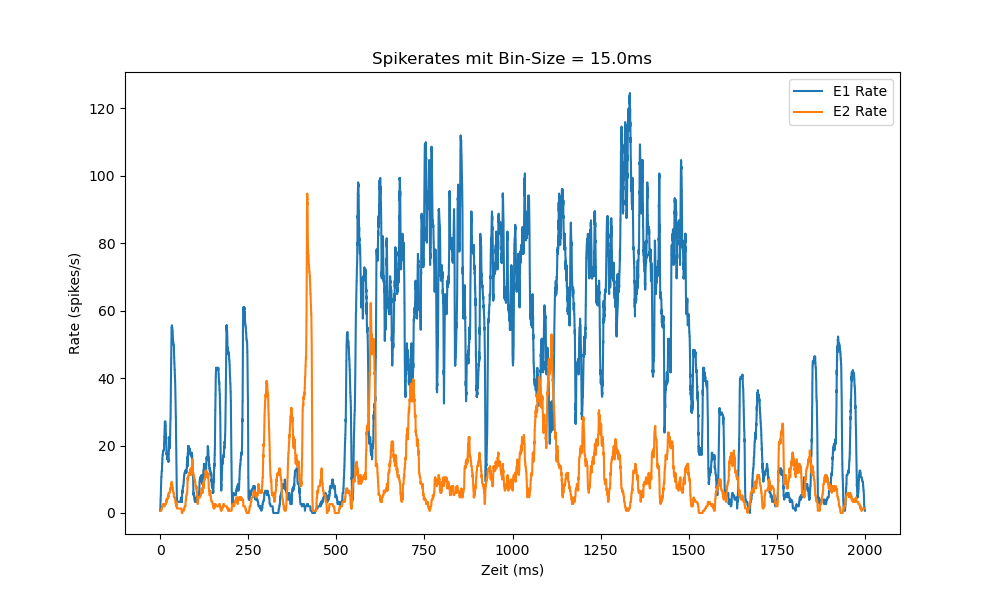 Spikerates mit Bin-Size = 15.0ms
E1 Rate
E2 Rate
Rate (spikes/s)
120
100
80
60
40
20
0
0 250 500 750 1000 1250 1500 1750 2000
Zeit (ms)